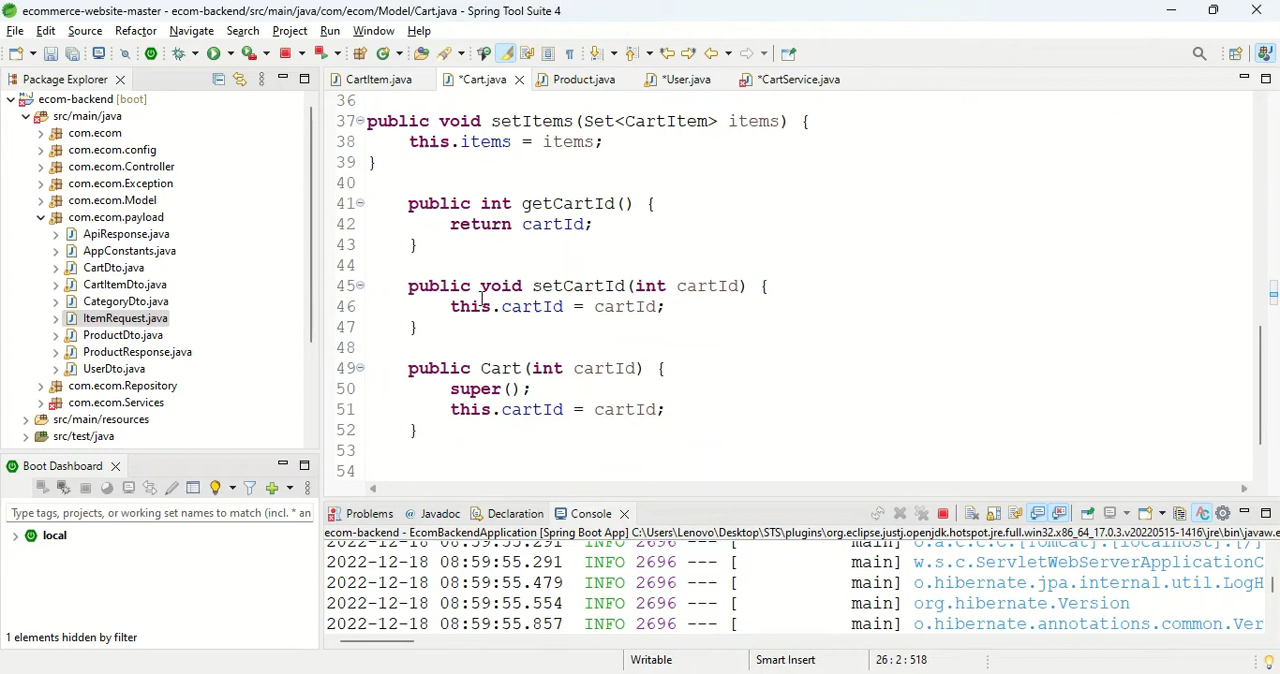 ecommerce-website-master - ecom-backend/src/main/java/com/ecom/Model/Cart.java - Spring Tool Suite 4
File Edit Source Refactor Navigate Search Project Run Window Help
Package Explorer
CartItem.java *Cart.java Product.java *User.java *CartService.java
ecom-backend [boot]
src/main/java
com.ecom
com.ecom.config
com.ecom.Controller
com.ecom.Exception
com.ecom.Model
com.ecom.payload
ApiResponse.java
AppConstants.java
CartDto.java
CartItemDto.java
CategoryDto.java
ItemRequest.java
ProductDto.java
ProductResponse.java
UserDto.java
com.ecom.Repository
com.ecom.Services
src/main/resources
src/test/java
36
37 public void setItems(Set<CartItem> items) {
38 this.items = items;
39 }
40
41 public int getCartId() {
42 return cartId;
43 }
44
45 public void setCartId(int cartId) {
46 this.cartId = cartId;
47 }
48
49 public Cart(int cartId) {
50 super();
51 this.cartId = cartId;
52 }
53
54
Boot Dashboard
Type tags, projects, or working set names to match (incl. * an
local
1 elements hidden by filter
Problems @ Javadoc Declaration Console
ecom-backend - EcomBackendApplication [Spring Boot App] C:\Users\Lenovo\Desktop\STS\plugins\org.eclipse.justj.openjdk.hotspot.jre.full.win32.x86_64_17.0.3.v20220515-1416\jre\bin\javaw.e
2022-12-18 08:59:55.291 INFO 2696 --- [ main] o.a.c.c.C.[Tomcat].[localhost].[/]
2022-12-18 08:59:55.291 INFO 2696 --- [ main] w.s.c.ServletWebServerApplicationC
2022-12-18 08:59:55.479 INFO 2696 --- [ main] o.hibernate.jpa.internal.util.LogH
2022-12-18 08:59:55.554 INFO 2696 --- [ main] org.hibernate.Version
2022-12-18 08:59:55.857 INFO 2696 --- [ main] o.hibernate.annotations.common.Ver
Writable Smart Insert 26 : 2 : 518